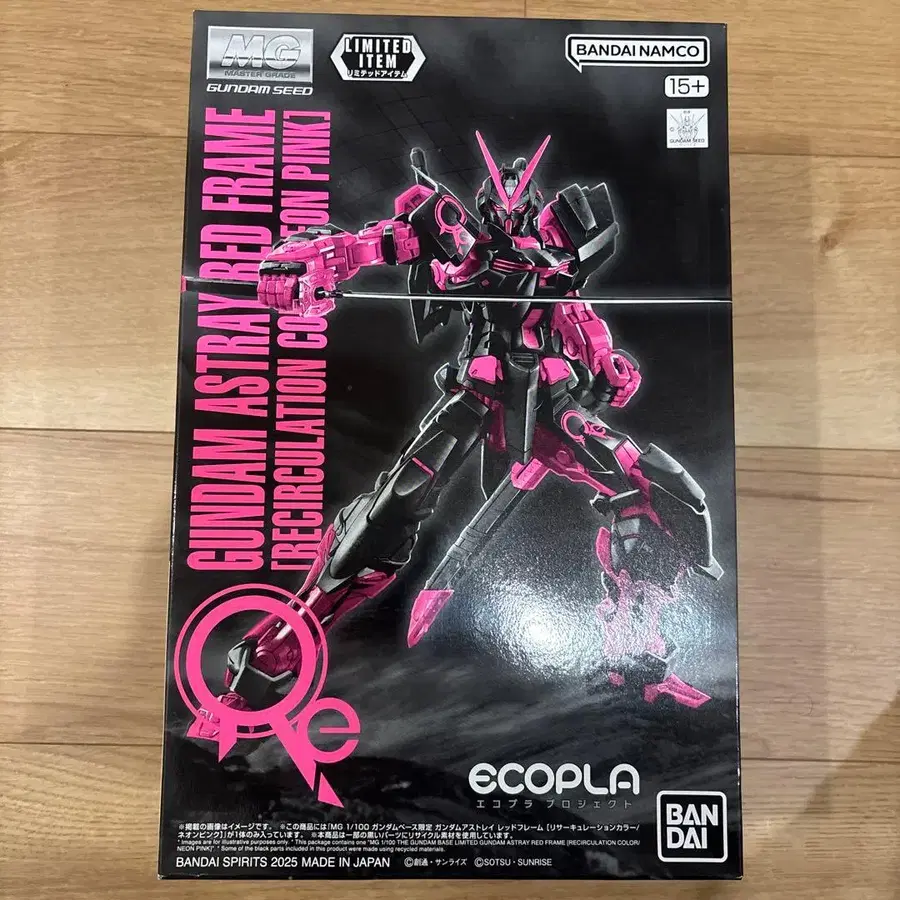 MG
MASTER GRADE
GUNDAM SEED
LIMITED
ITEM
リミテッドアイテム
BANDAI NAMCO
15+
GUNDAM SEED
GUNDAM ASTRAY RED FRAME
[RECIRCULATION CO EON PINK]
Re
ECOPLA
エコプラ プロジェクト
BAN
DAI
※掲載の画像はイメージです。 ※この商品には「MG 1/100 ガンダムベース限定 ガンダムアストレイ レッドフレーム [リサーキュレーションカラー/
ネオンピンク]」が1体のみ入っています。 ※本商品は一部の黒いパーツにリサイクル素材を使用しています。
* Images are for illustrative purposes only. * This package contains one "MG 1/100 THE GUNDAM BASE LIMITED GUNDAM ASTRAY RED FRAME [RECIRCULATION COLOR/
NEON PINK]" * Some of the black parts included in this product were made using recycled materials.
BANDAI SPIRITS 2025 MADE IN JAPAN ©創通・サンライズ ©SOTSU・SUNRISE